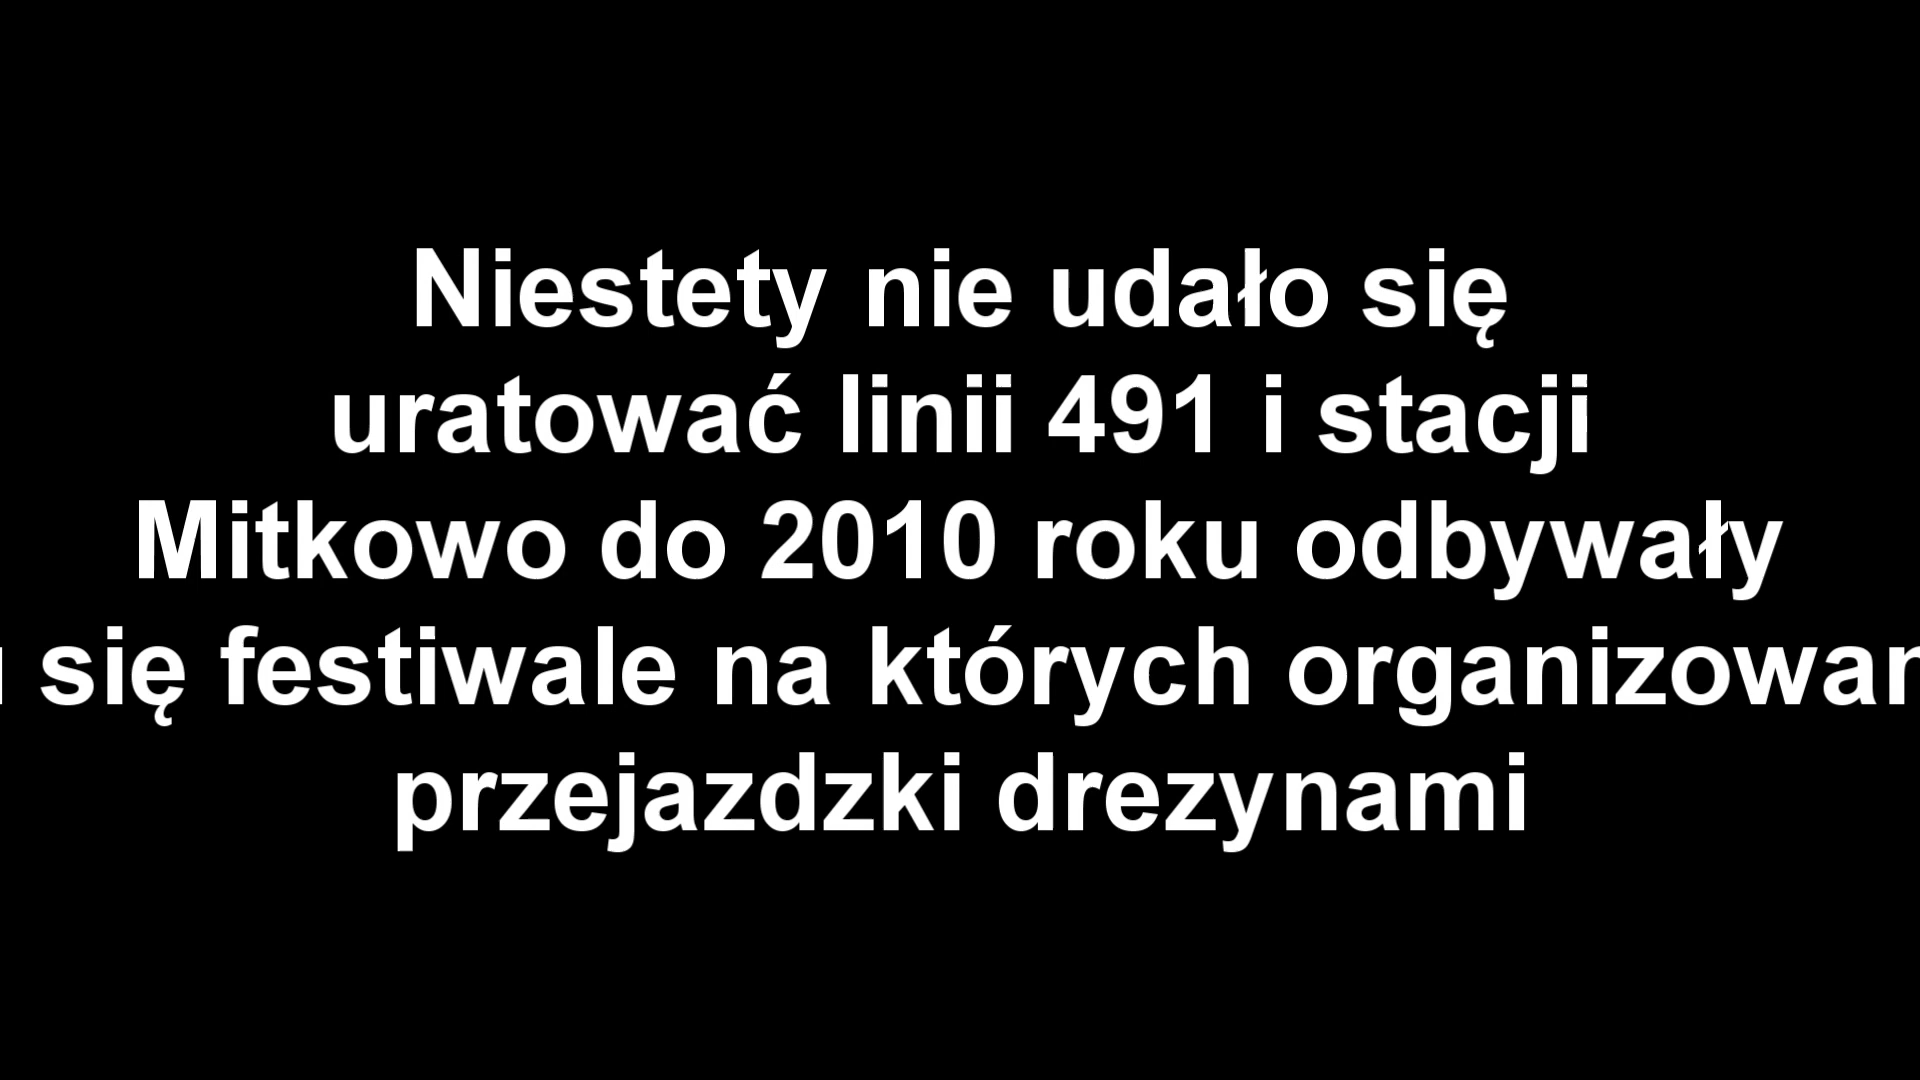 Niestety nie udało się
uratować linii 491 i stacji
Mitkowo do 2010 roku odbywały
się festiwale na których
przejazdzki drezynami